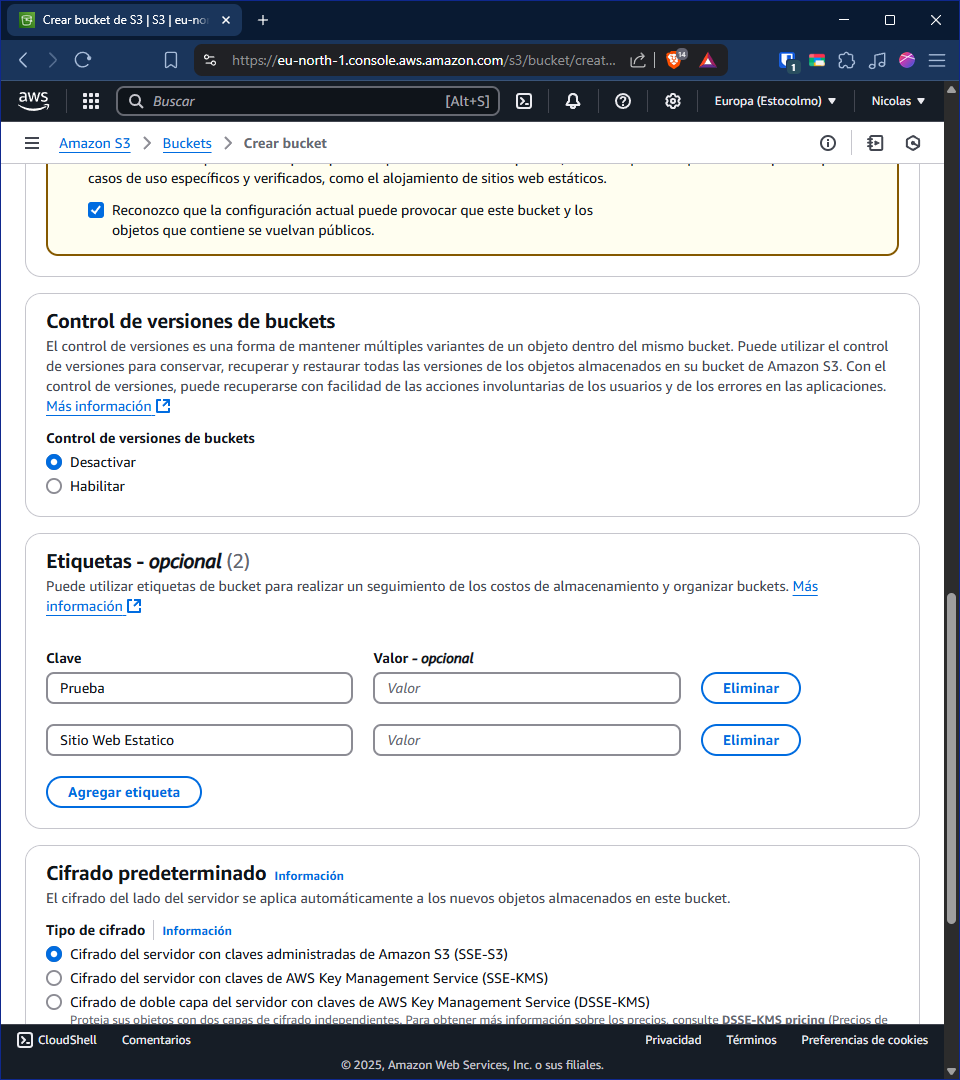 Crear bucket de S3 | S3 | eu-no
https://eu-north-1.console.aws.amazon.com/s3/bucket/creat...
14
1
aws
Buscar [Alt+S]
Europa (Estocolmo)
Nicolas
Amazon S3 > Buckets > Crear bucket
casos de uso específicos y verificados, como el alojamiento de sitios web estáticos.
Reconozco que la configuración actual puede provocar que este bucket y los
objetos que contiene se vuelvan públicos.
Control de versiones de buckets
El control de versiones es una forma de mantener múltiples variantes de un objeto dentro del mismo bucket. Puede utilizar el control
de versiones para conservar, recuperar y restaurar todas las versiones de los objetos almacenados en su bucket de Amazon S3. Con el
control de versiones, puede recuperarse con facilidad de las acciones involuntarias de los usuarios y de los errores en las aplicaciones.
Más información
Control de versiones de buckets
Desactivar
Habilitar
Etiquetas - opcional (2)
Puede utilizar etiquetas de bucket para realizar un seguimiento de los costos de almacenamiento y organizar buckets. Más
información
Clave Valor - opcional
Prueba Valor Eliminar
Sitio Web Estatico Valor Eliminar
Agregar etiqueta
Cifrado predeterminado Información
El cifrado del lado del servidor se aplica automáticamente a los nuevos objetos almacenados en este bucket.
Tipo de cifrado Información
Cifrado del servidor con claves administradas de Amazon S3 (SSE-S3)
Cifrado del servidor con claves de AWS Key Management Service (SSE-KMS)
Cifrado de doble capa del servidor con claves de AWS Key Management Service (DSSE-KMS)
Proteja sus objetos con dos capas de cifrado independientes. Para obtener más información sobre los precios, consulte DSSE-KMS pricing (Precios de
CloudShell Comentarios Privacidad Términos Preferencias de cookies
© 2025, Amazon Web Services, Inc. o sus filiales.